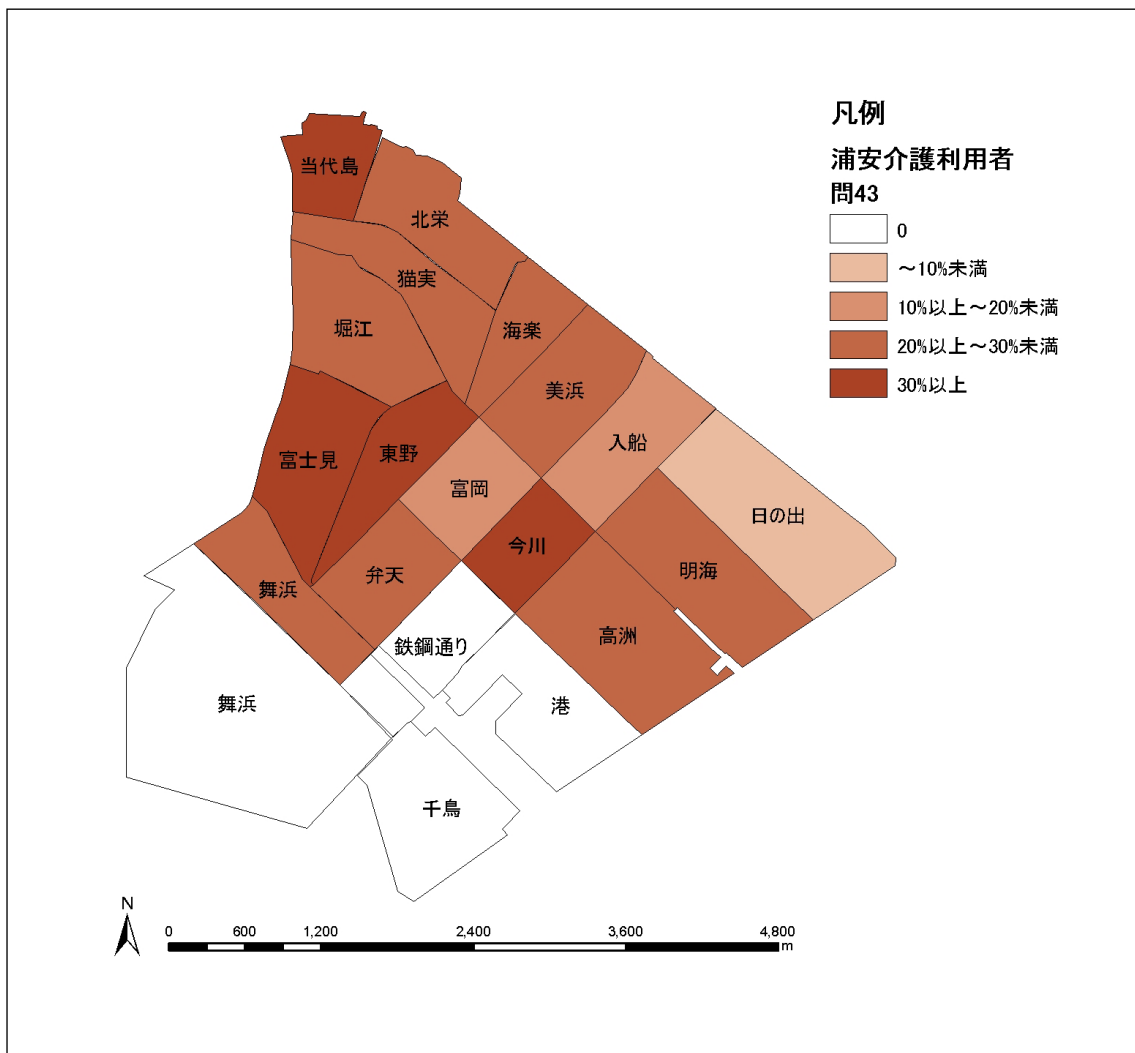 凡例
浦安介護利用者
問43
0
～10%未満
10%以上～20%未満
20%以上～30%未満
30%以上
当代島
北栄
猫実
堀江
海楽
美浜
入船
東野
富士見
富岡
日の出
今川
弁天
明海
舞浜
高洲
鉄鋼通り
舞浜
港
千鳥
N
0 600 1,200 2,400 3,600 4,800
m